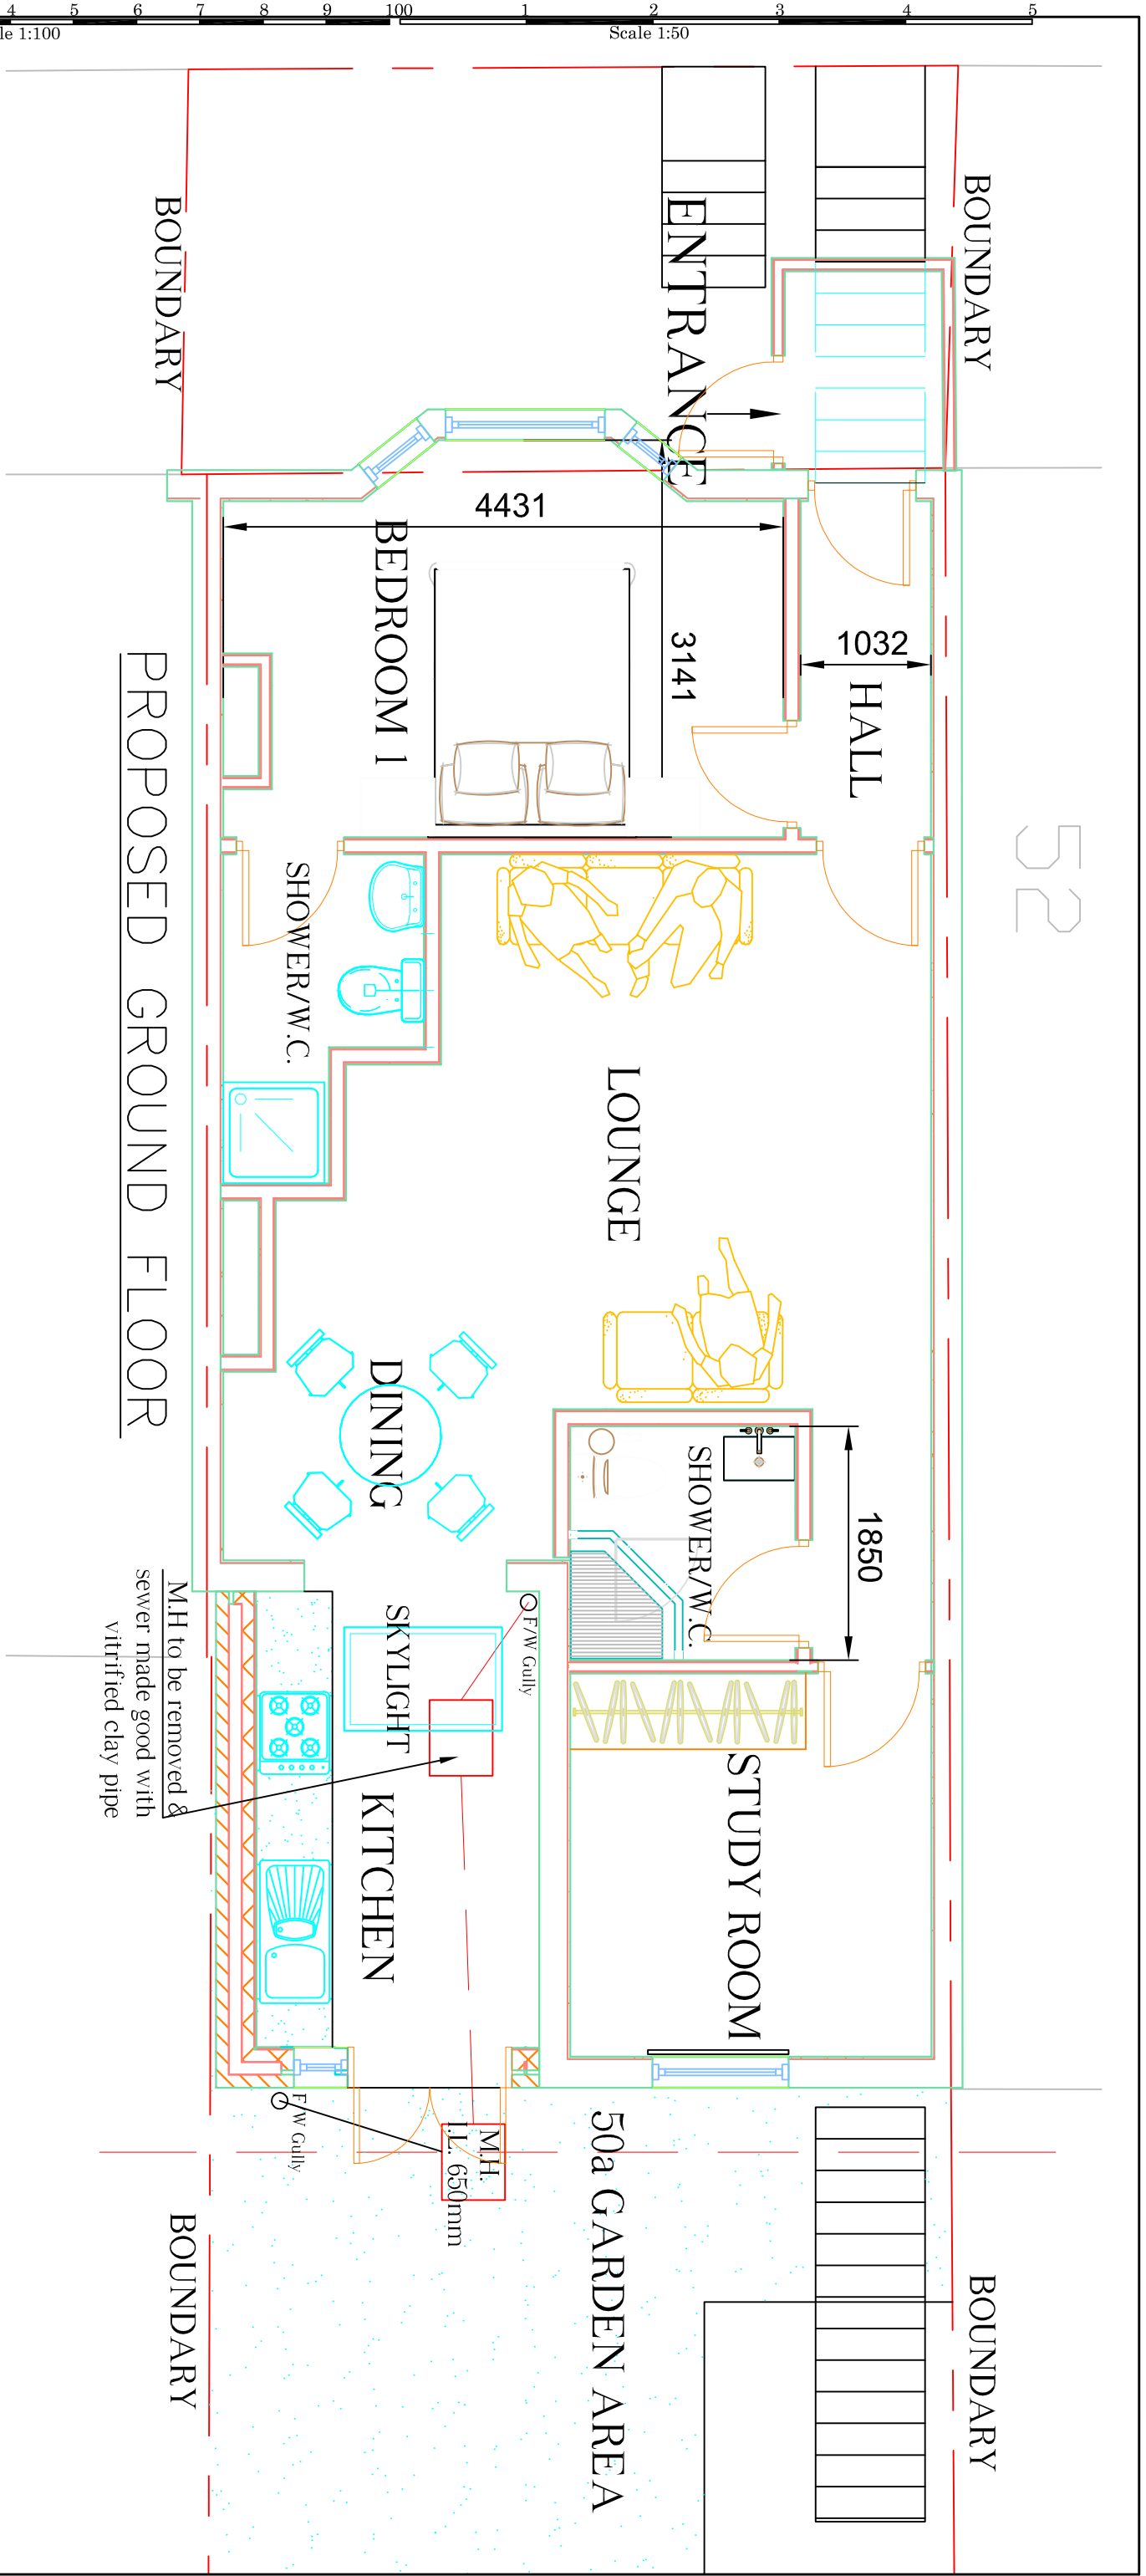 4 5 6 7 8 9 100 1 2 3 4 5
le 1:100
Scale 1:50
BOUNDARY
BOUNDARY
ENTRANCE
4431
BEDROOM 1
3141
1032
HALL
52
SHOWER/W.C.
LOUNGE
DINING
SHOWER/W.C.
1850
PROPOSED GROUND FLOOR
M.H to be removed &
sewer made good with
vitrified clay pipe
SKYLIGHT
F/W Gully
KITCHEN
STUDY ROOM
F/W Gully
M.H.
I.L. 650mm
50a GARDEN AREA
BOUNDARY
BOUNDARY